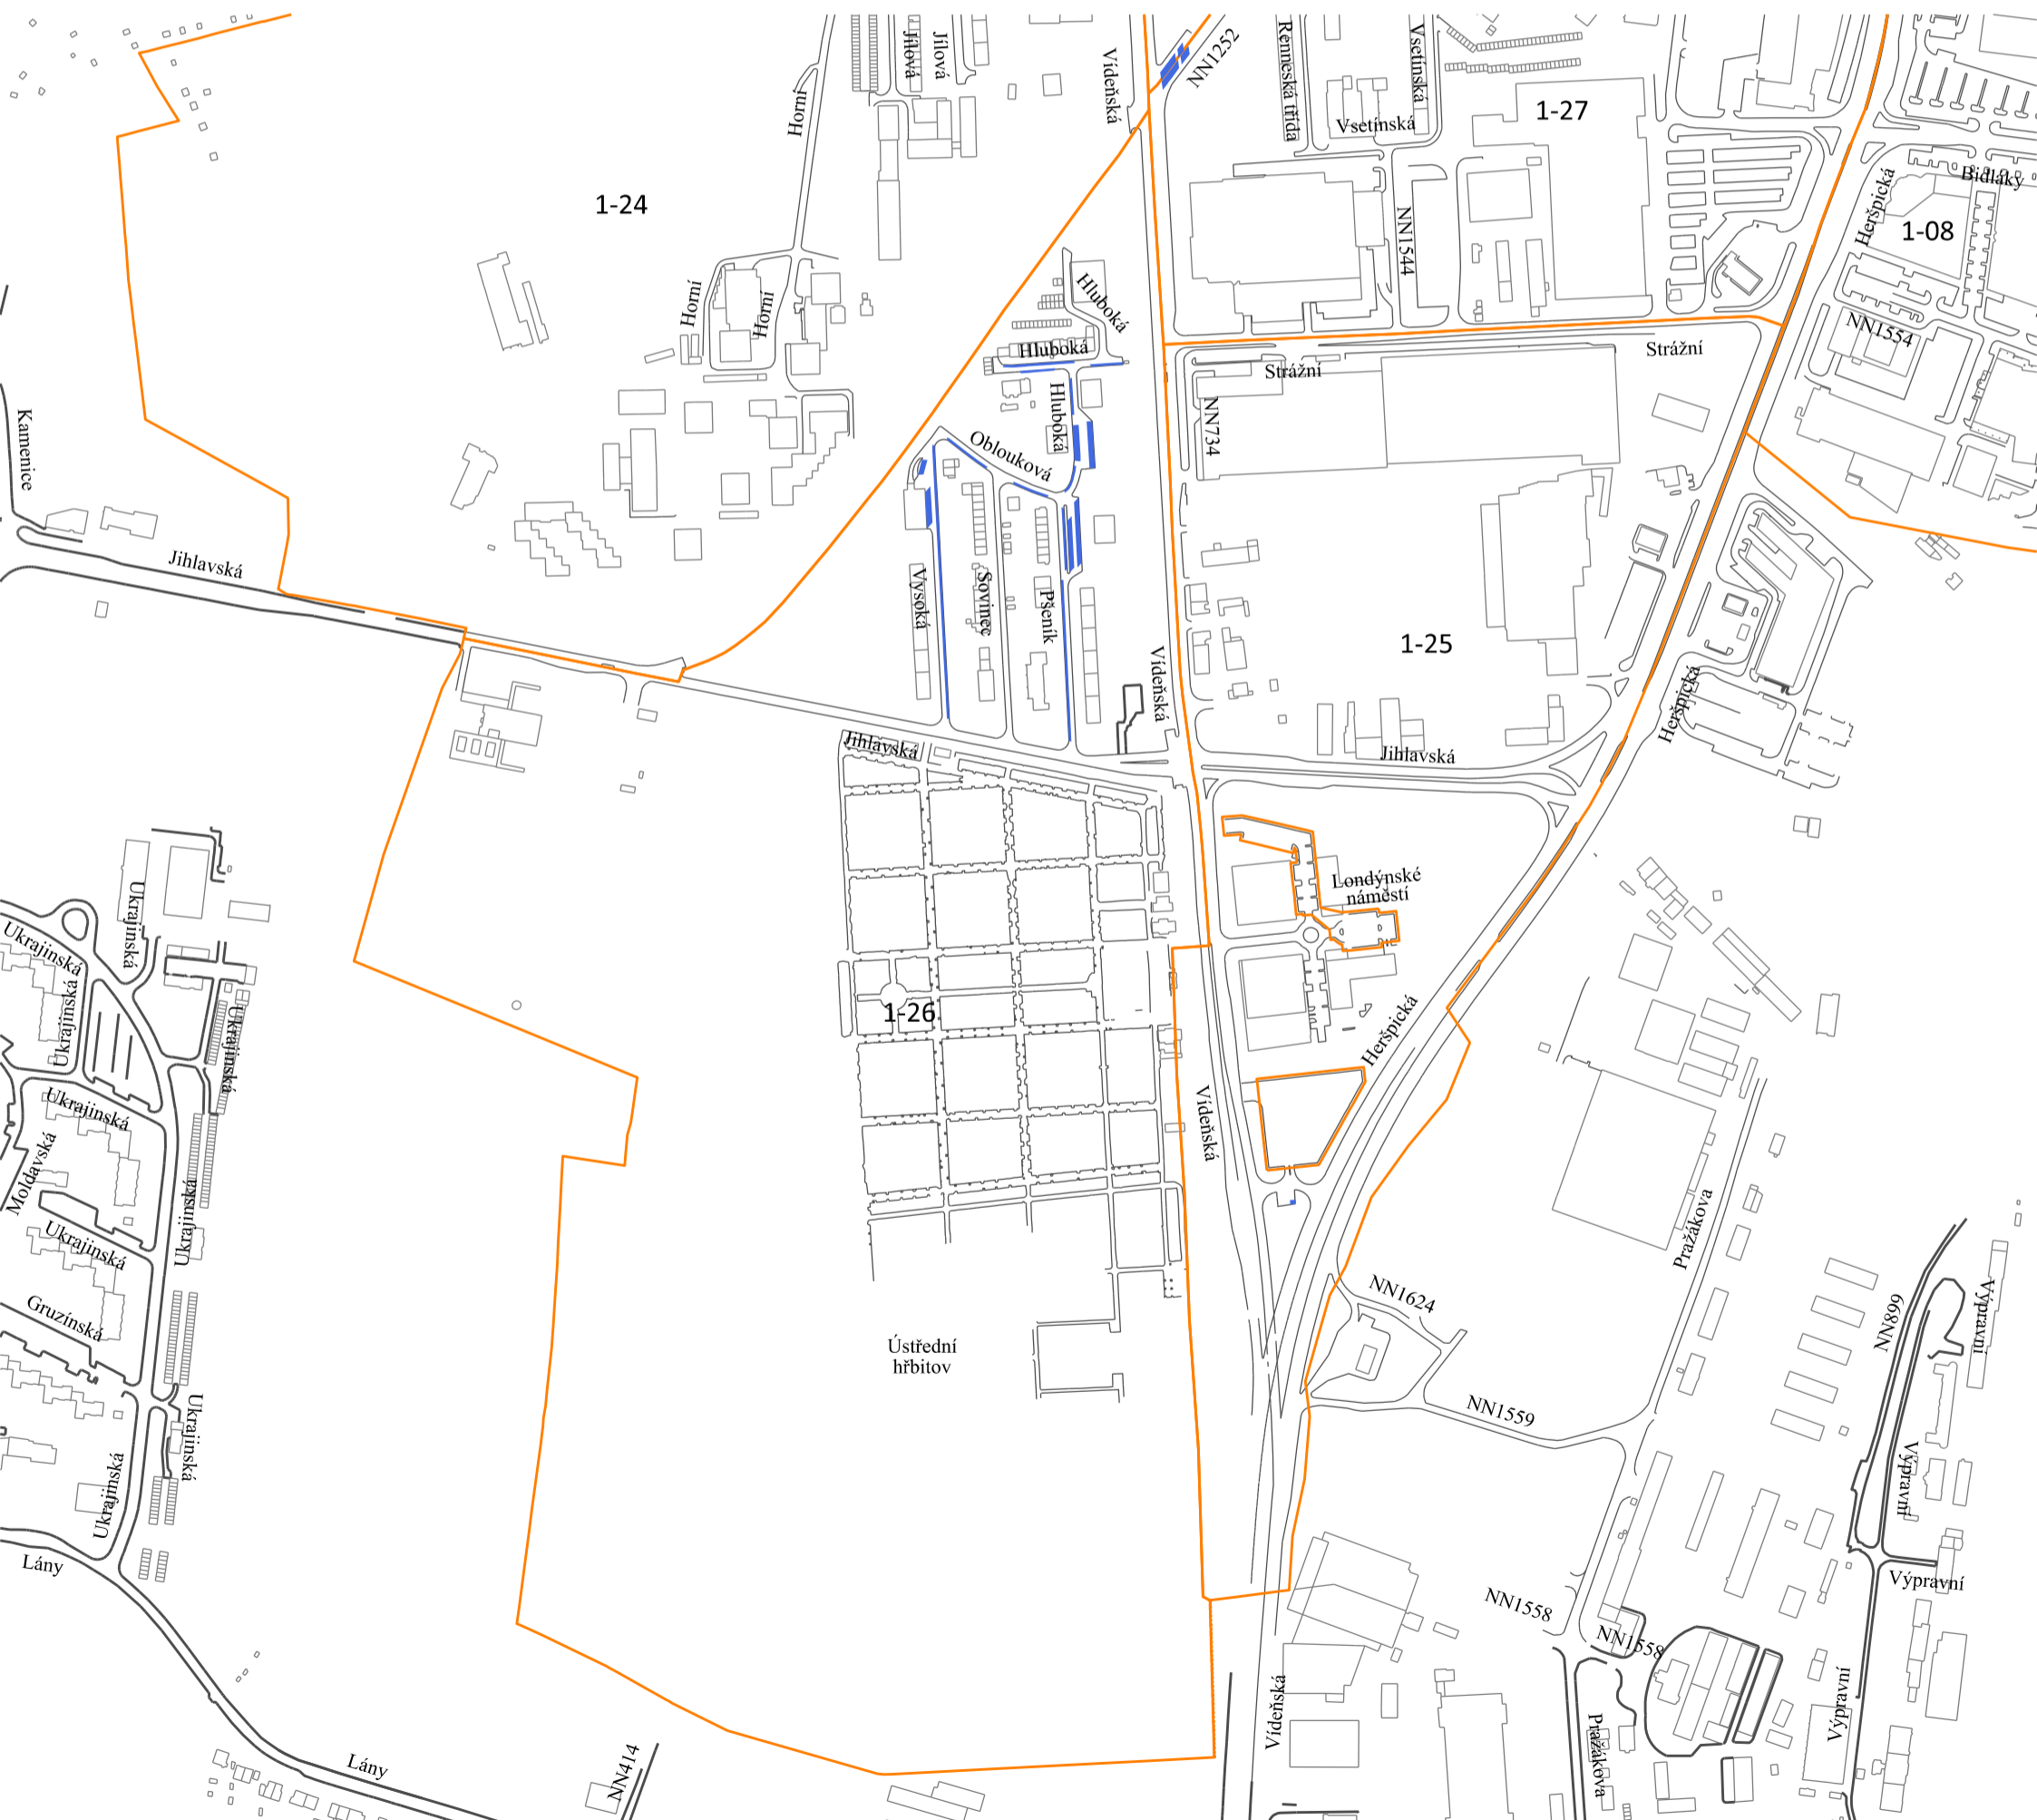 Jílová
Jílová
Vídeňská
NN1252
Renneská třída
Vsetínská
Vsetínská
1-27
Horní
1-24
Bidláky
Heršpická
1-08
NN1544
Horní
Horní
Hluboká
Hluboká
NN1554
Strážní
Strážní
Hluboká
NN734
Kamenice
Oblouková
Jihlavská
Vysoká
Sovinec
Pšeník
1-25
Vídeňská
Heršpická
Jihlavská
Jihlavská
Londýnské
náměstí
Ukrajinská
Ukrajinská
Ukrajinská
Ukrajinská
1-26
Heršpická
Ukrajinská
Vídeňská
Moldavská
Ukrajinská
Ukrajinská
Pražákova
NN1624
NN899
Výpravní
Gruzínská
Ústřední
hřbitov
NN1559
Ukrajinská
Ukrajinská
Výpravní
Lány
Výpravní
NN1558
NN1558
Vídeňská
Výpravní
Pražákova
Lány
NN414